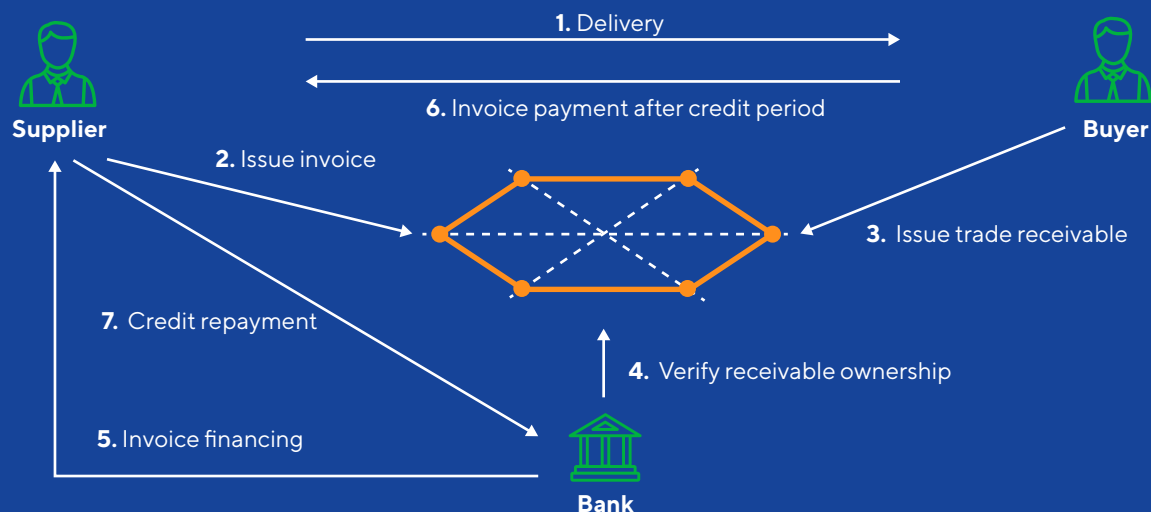 1. Delivery
6. Invoice payment after credit period
Supplier
Buyer
2. Issue invoice
3. Issue trade receivable
7. Credit repayment
4. Verify receivable ownership
5. Invoice financing
Bank